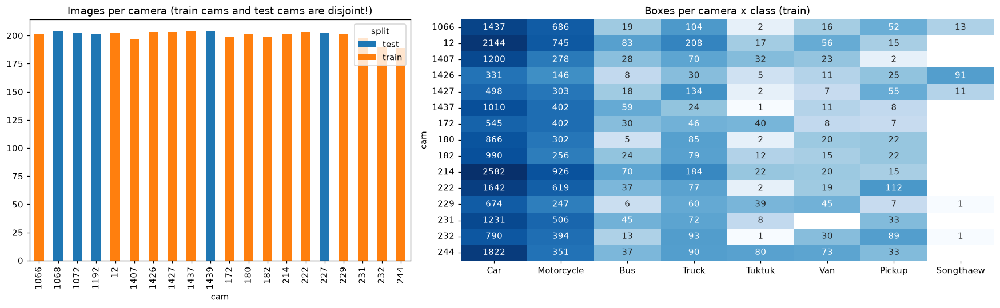 Images per camera (train cams and test cams are disjoint!)
200
175
150
125
100
75
50
25
0
split
test
train
1066
1068
1072
1192
12
1407
1426
1427
1437
1439
172
180
182
214
222
227
229
231
232
244
cam
Boxes per camera x class (train)
cam
1066 1437 686 19 104 2 16 52 13
12 2144 745 83 208 17 56 15
1407 1200 278 28 70 32 23 2
1426 331 146 8 30 5 11 25 91
1427 498 303 18 134 2 7 55 11
1437 1010 402 59 24 1 11 8
172 545 402 30 46 40 8 7
180 866 302 5 85 2 20 22
182 990 256 24 79 12 15 22
214 2582 926 70 184 22 20 15
222 1642 619 37 77 2 19 112
229 674 247 6 60 39 45 7 1
231 1231 506 45 72 8 33
232 790 394 13 93 1 30 89 1
244 1822 351 37 90 80 73 33
Car Motorcycle Bus Truck Tuktuk Van Pickup Songthaew